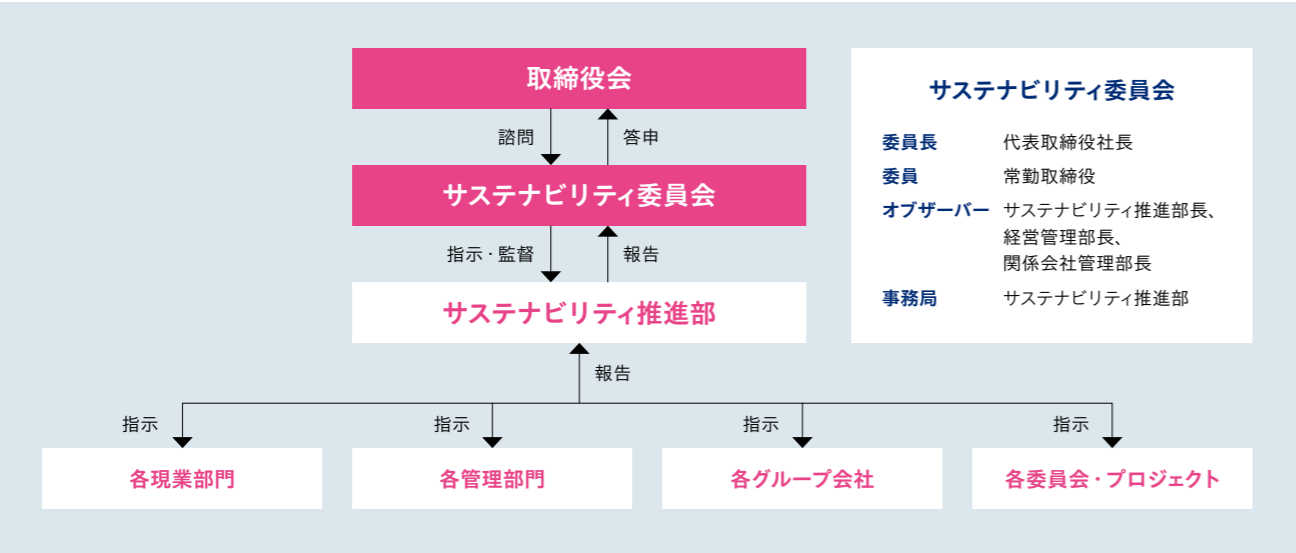 取締役会
諮問
答申
サステナビリティ委員会
指示・監督
報告
サステナビリティ推進部
報告
指示
指示
指示
指示
各現業部門
各管理部門
各グループ会社
各委員会・プロジェクト
サステナビリティ委員会
委員長 代表取締役社長
委員 常勤取締役
オブザーバー サステナビリティ推進部長、
経営管理部長、
関係会社管理部長
事務局 サステナビリティ推進部